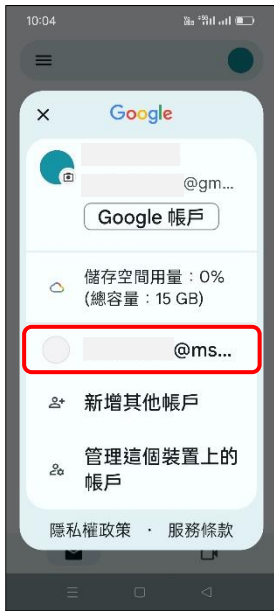 10:04
Google
@gm...
Google 帳戶
儲存空間用量：0%
(總容量：15 GB)
@ms...
新增其他帳戶
管理這個裝置上的
帳戶
隱私權政策 · 服務條款